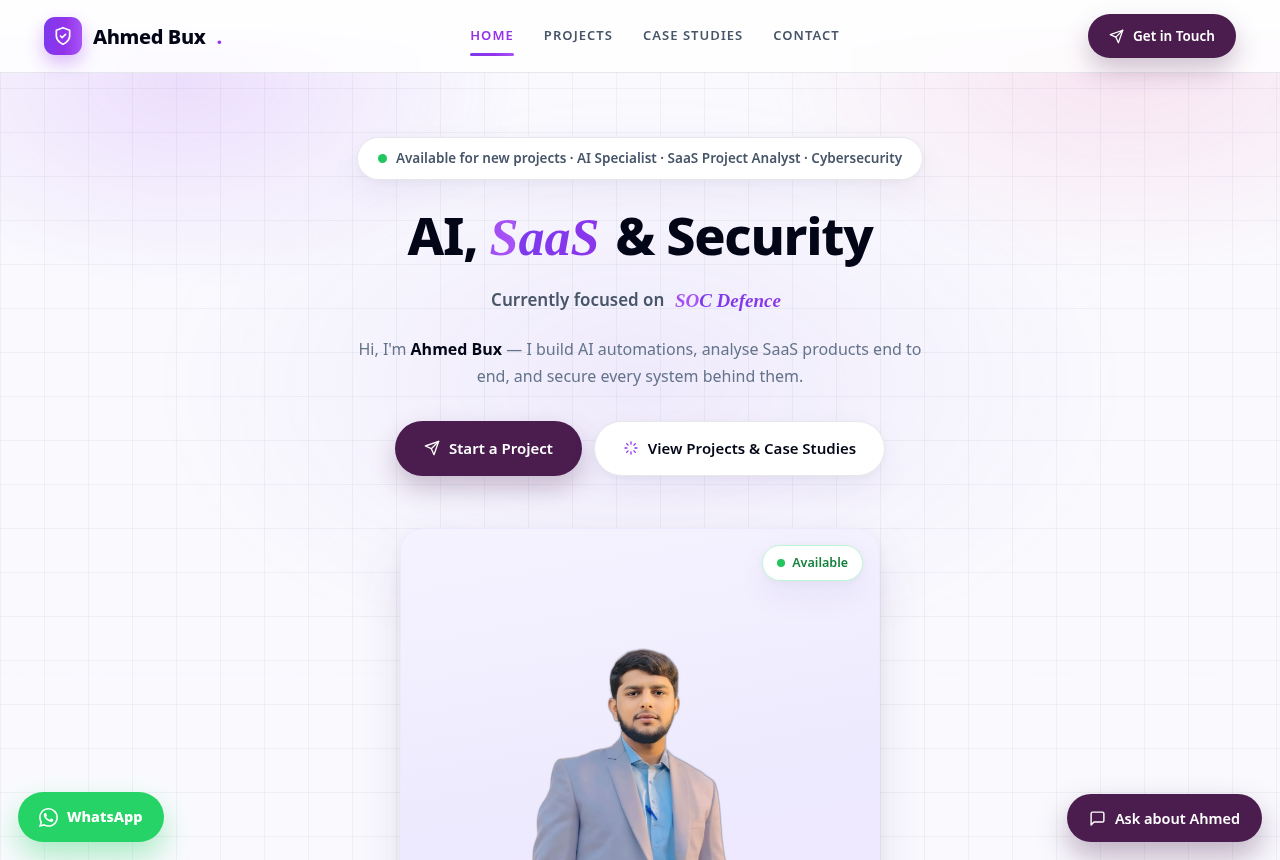 Ahmed Bux .
HOME
PROJECTS
CASE STUDIES
CONTACT
Get in Touch
Available for new projects · AI Specialist · SaaS Project Analyst · Cybersecurity
AI, SaaS & Security
Currently focused on SOC Defence
Hi, I'm Ahmed Bux — I build AI automations, analyse SaaS products end to
end, and secure every system behind them.
Start a Project
View Projects & Case Studies
Available
WhatsApp
Ask about Ahmed